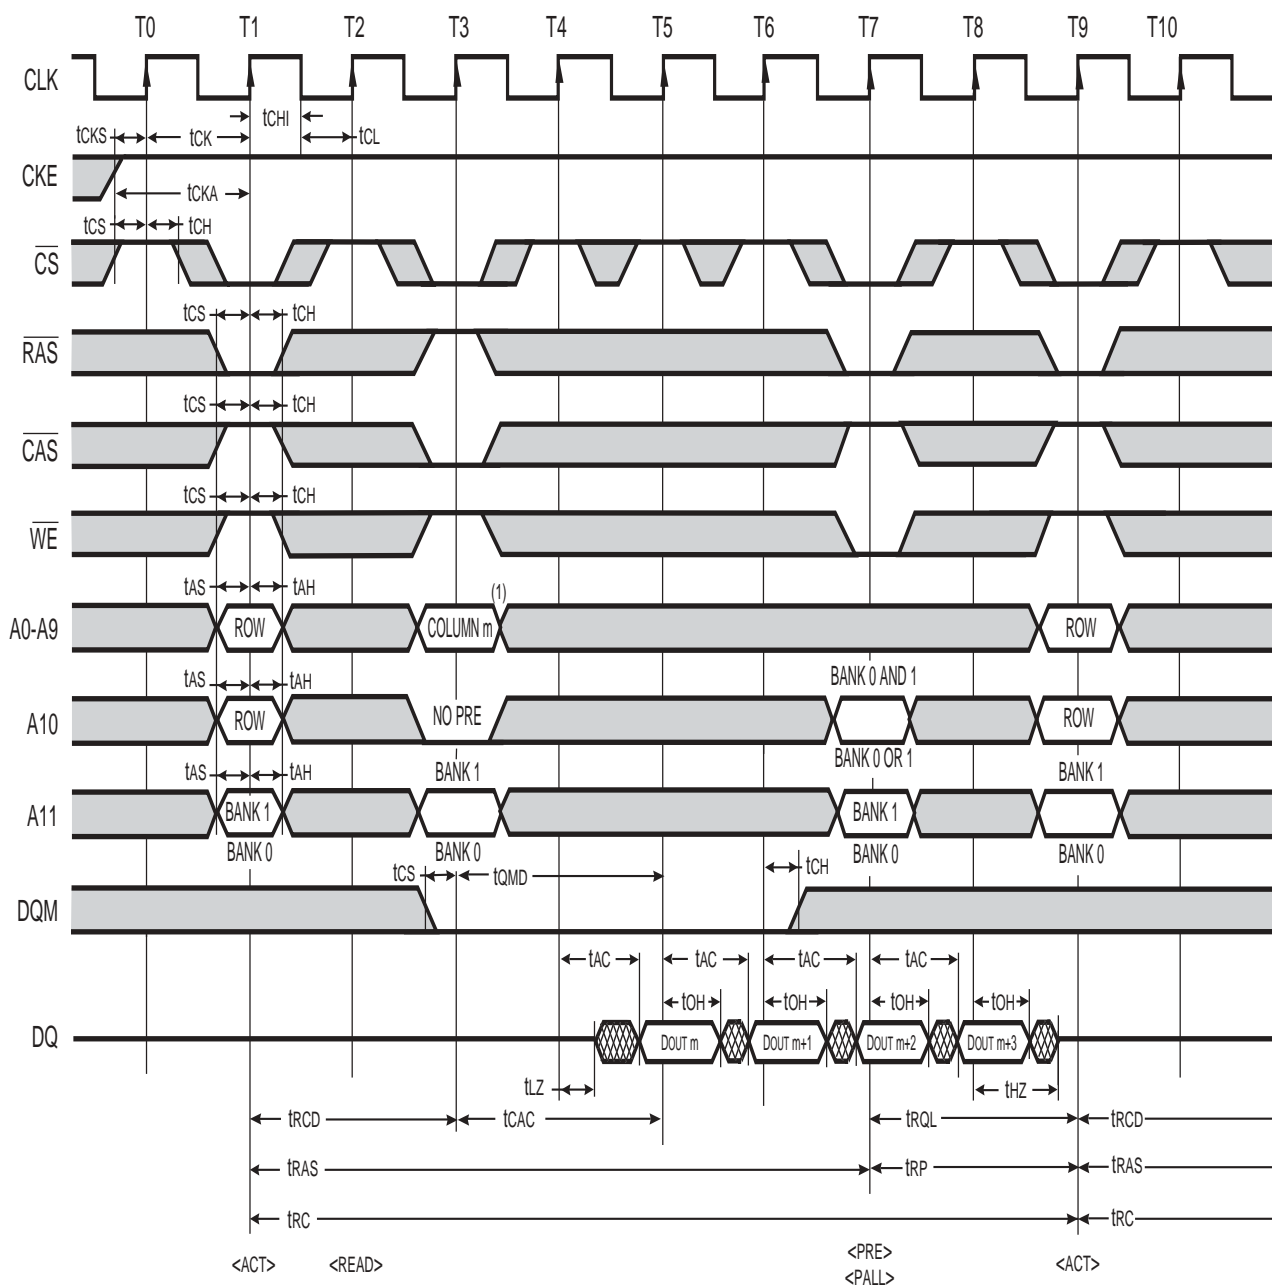 T0 T1 T2 T3 T4 T5 T6 T7 T8 T9 T10
CLK
tCHI
tCKS tCK tCL
CKE
tCKA
tCS tCH
CS
tCS tCH
RAS
tCS tCH
CAS
tCS tCH
WE
tAS tAH (1)
A0-A9 ROW COLUMN m ROW
tAS tAH BANK 0 AND 1
A10 ROW NO PRE ROW
BANK 0 OR 1
tAS tAH BANK 1 BANK 1
A11 BANK 1 BANK 1
BANK 0 BANK 0 BANK 0 BANK 0
tCS tQMD tCH
DQM
tAC tAC tAC tAC
tOH tOH tOH tOH
DQ DOUT m DOUT m+1 DOUT m+2 DOUT m+3
tLZ tHZ
tRCD tCAC tRQL tRCD
tRAS tRP tRAS
tRC tRC
<ACT> <READ> <PRE> <ACT>
<PALL>